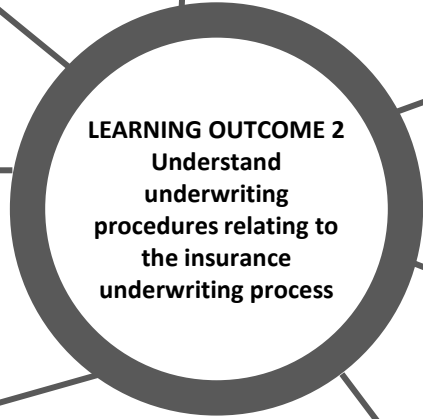 LEARNING OUTCOME 2
Understand
underwriting
procedures relating to
the insurance
underwriting process